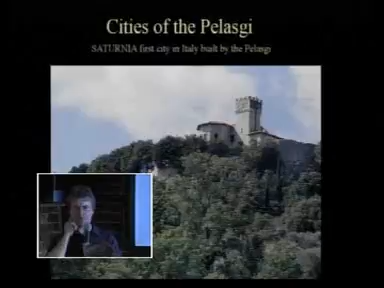 Cities of the Pelasgi
SATURNIA first city in Italy built by the Pelasgi